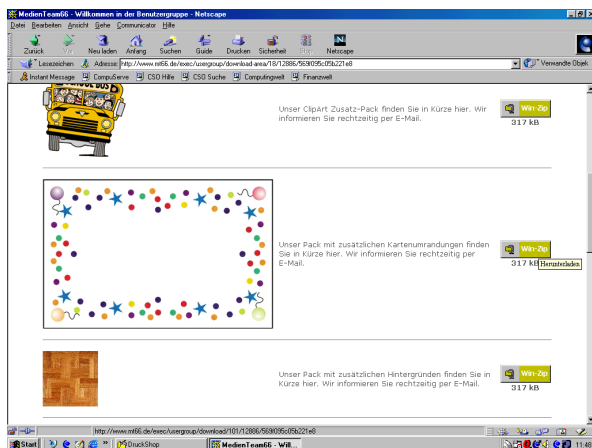 MedienTeam66 - Willkommen in der Benutzergruppe - Netscape
Datei Bearbeiten Ansicht Gehe Communicator Hilfe
Zurück Vor Neu laden Anfang Suchen Guide Drucken Sicherheit Stop Netscape
Lesezeichen Adresse: http://www.mt66.de/exec/usergroup/download-area/18/12886/569f095c05b221e8 Verwandte Objek
Instant Message CompuServe CSO Hilfe CSO Suche Computingwelt Finanzwelt
Unser ClipArt Zusatz-Pack finden Sie in Kürze hier. Wir
informieren Sie rechtzeitig per E-Mail.
Win-Zip
317 kB
Unser Pack mit zusätzlichen Kartenumrandungen finden
Sie in Kürze hier. Wir informieren Sie rechtzeitig per
E-Mail.
Win-Zip
317 kB
Herunterladen
Unser Pack mit zusätzlichen Hintergründen finden Sie in
Kürze hier. Wir informieren Sie rechtzeitig per E-Mail.
Win-Zip
317 kB
http://www.mt66.de/exec/usergroup/download/101/12886/569f095c05b221e8
Start DruckShop MedienTeam66 - Will... 11:48